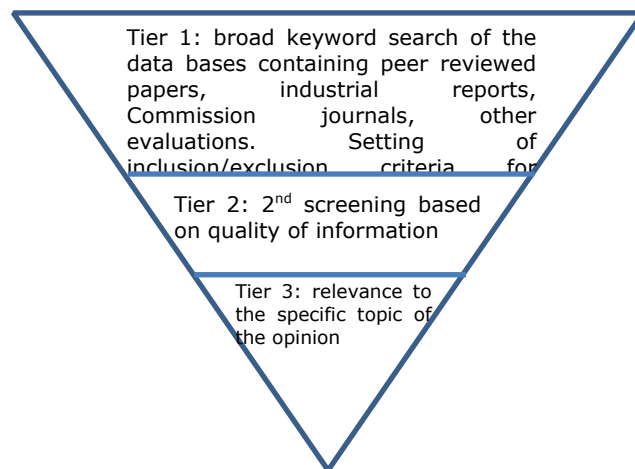 Tier 1: broad keyword search of the
data bases containing peer reviewed
papers, industrial reports,
Commission journals, other
evaluations. Setting of
inclusion/exclusion criteria for
Tier 2: 2nd screening based
on quality of information
Tier 3: relevance to
the specific topic of
the opinion